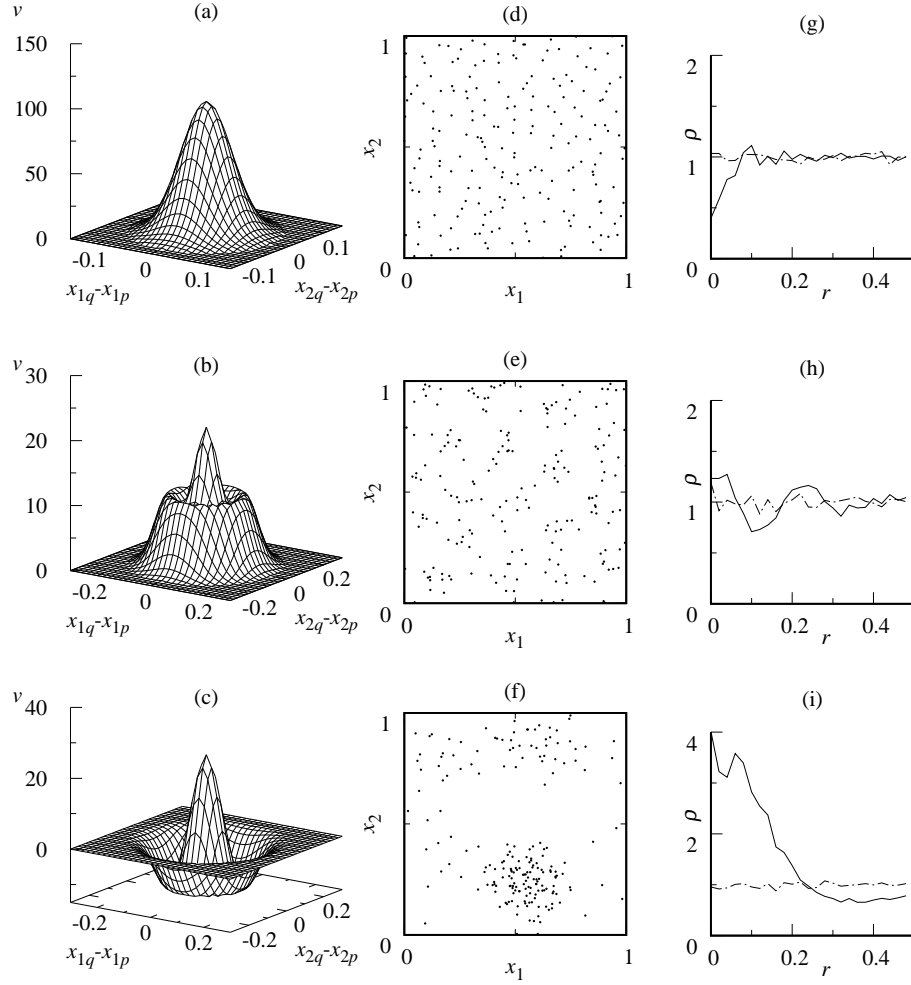 v (a)
150
100
50
0
-0.1 0 0.1
-0.1 0 0.1
x1q-x1p
x2q-x2p
(d)
1
x2
0
0 1
x1
(g)
2
ρ
1
0
0 0.2 0.4
r
v (b)
30
20
10
0
-0.2 0 0.2
-0.2 0 0.2
x1q-x1p
x2q-x2p
(e)
1
x2
0
0 1
x1
(h)
2
ρ
1
0
0 0.2 0.4
r
v (c)
40
20
0
-0.2 0 0.2
-0.2 0 0.2
x1q-x1p
x2q-x2p
(f)
1
x2
0
0 1
x1
(i)
4
ρ
2
0
0 0.2 0.4
r